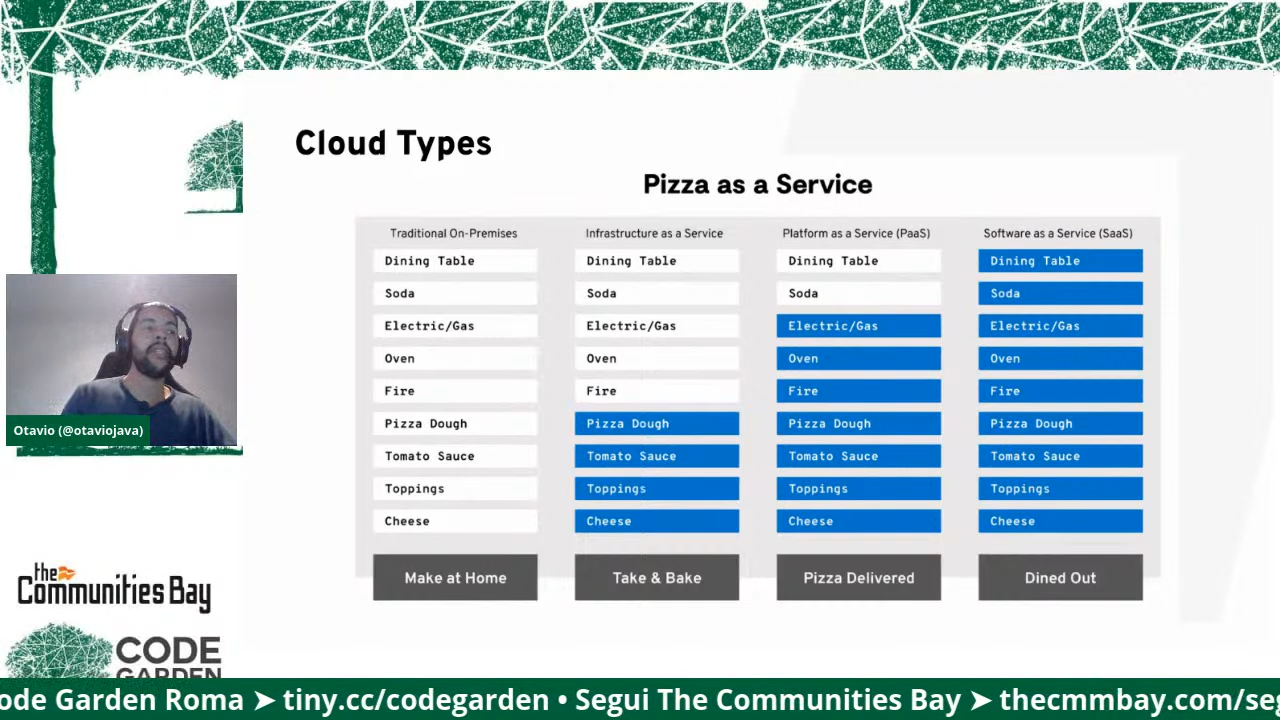 Cloud Types
Pizza as a Service
Traditional On-Premises
Dining Table
Soda
Electric/Gas
Oven
Fire
Pizza Dough
Tomato Sauce
Toppings
Cheese
Make at Home
Infrastructure as a Service
Dining Table
Soda
Electric/Gas
Oven
Fire
Pizza Dough
Tomato Sauce
Toppings
Cheese
Take & Bake
Platform as a Service (PaaS)
Dining Table
Soda
Electric/Gas
Oven
Fire
Pizza Dough
Tomato Sauce
Toppings
Cheese
Pizza Delivered
Software as a Service (SaaS)
Dining Table
Soda
Electric/Gas
Oven
Fire
Pizza Dough
Tomato Sauce
Toppings
Cheese
Dined Out
Otavio (@otaviojava)
the
Communities Bay
CODE
GARDEN
ode Garden Roma ➤ tiny.cc/codegarden • Segui The Communities Bay ➤ thecmmbay.com/seg